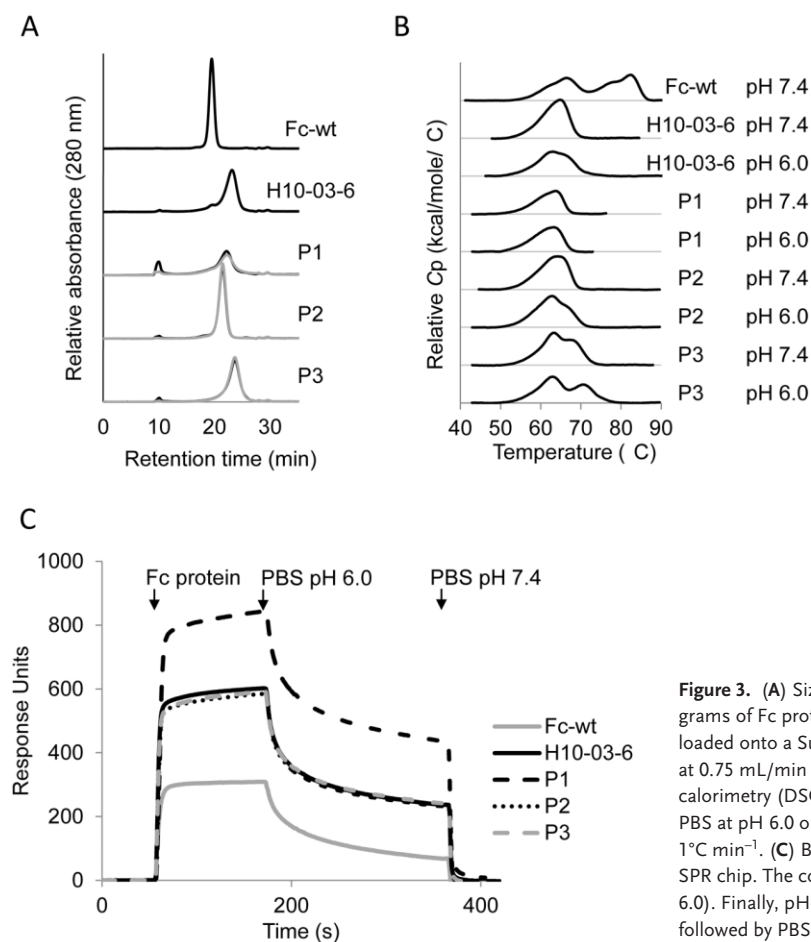 A
Relative absorbance (280 nm)
Fc-wt
H10-03-6
P1
P2
P3
0 10 20 30
Retention time (min)
B
Relative Cp (kcal/mole/ C)
Fc-wt pH 7.4
H10-03-6 pH 7.4
H10-03-6 pH 6.0
P1 pH 7.4
P1 pH 6.0
P2 pH 7.4
P2 pH 6.0
P3 pH 7.4
P3 pH 6.0
40 50 60 70 80 90
Temperature ( C)
C
Response Units
1000
800
600
400
200
0
Fc protein PBS pH 6.0 PBS pH 7.4
0 200 400
Time (s)
Fc-wt
H10-03-6
P1
P2
P3
Figure 3. (A) Siz
grams of Fc prot
loaded onto a Su
at 0.75 mL/min
calorimetry (DSC
PBS at pH 6.0 o
1°C min⁻¹. (C) B
SPR chip. The co
6.0). Finally, pH
followed by PBS